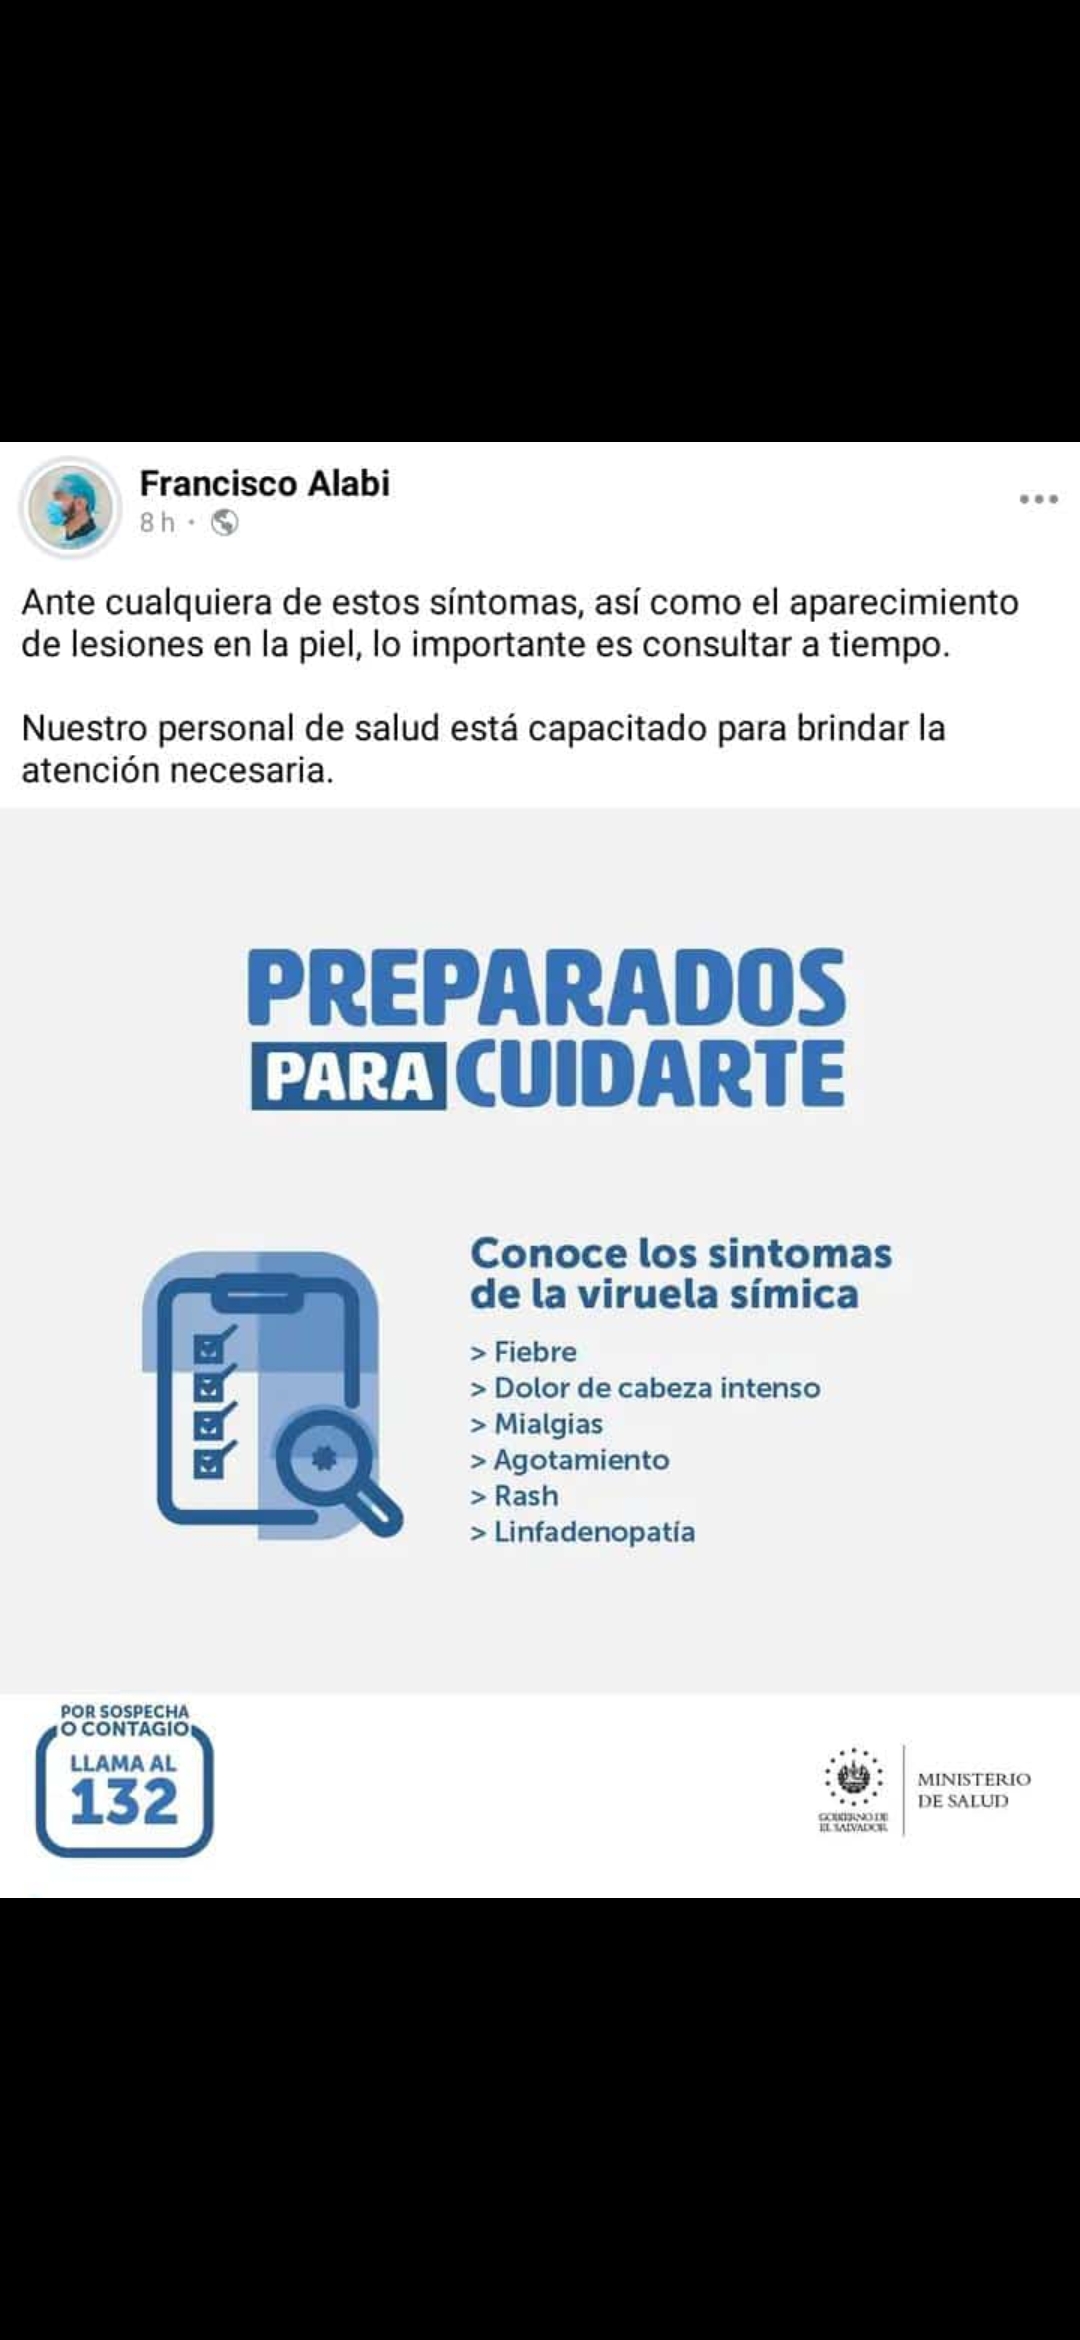 Francisco Alabi
8 h ·
Ante cualquiera de estos síntomas, así como el aparecimiento
de lesiones en la piel, lo importante es consultar a tiempo.
Nuestro personal de salud está capacitado para brindar la
atención necesaria.
PREPARADOS
PARA CUIDARTE
Conoce los sintomas
de la viruela símica
> Fiebre
> Dolor de cabeza intenso
> Mialgias
> Agotamiento
> Rash
> Linfadenopatía
POR SOSPECHA
O CONTAGIO
LLAMA AL
132
GOBIERNO DE
EL SALVADOR
MINISTERIO
DE SALUD